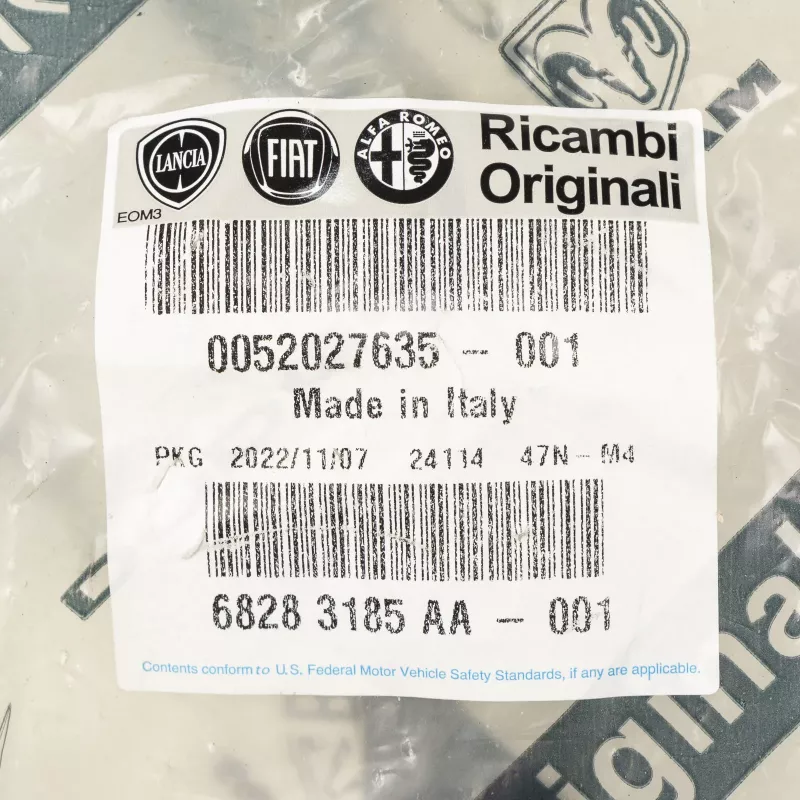 RAM
LANCIA
FIAT
ALFA ROMEO
Ricambi
Originali
EOM3
0052027635 -- 001
Made in Italy
PKG 2022/11/07 24114 47N - M4
6828 3185 AA -- 001
Contents conform to U.S. Federal Motor Vehicle Safety Standards, if any are applicable.